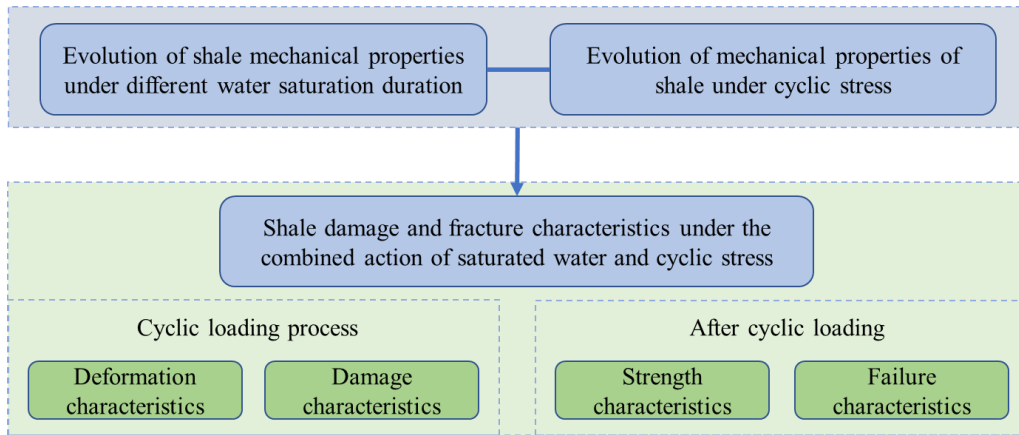 Evolution of shale mechanical properties
under different water saturation duration
Evolution of mechanical properties of
shale under cyclic stress
Shale damage and fracture characteristics under the
combined action of saturated water and cyclic stress
Cyclic loading process
Deformation
characteristics
Damage
characteristics
After cyclic loading
Strength
characteristics
Failure
characteristics